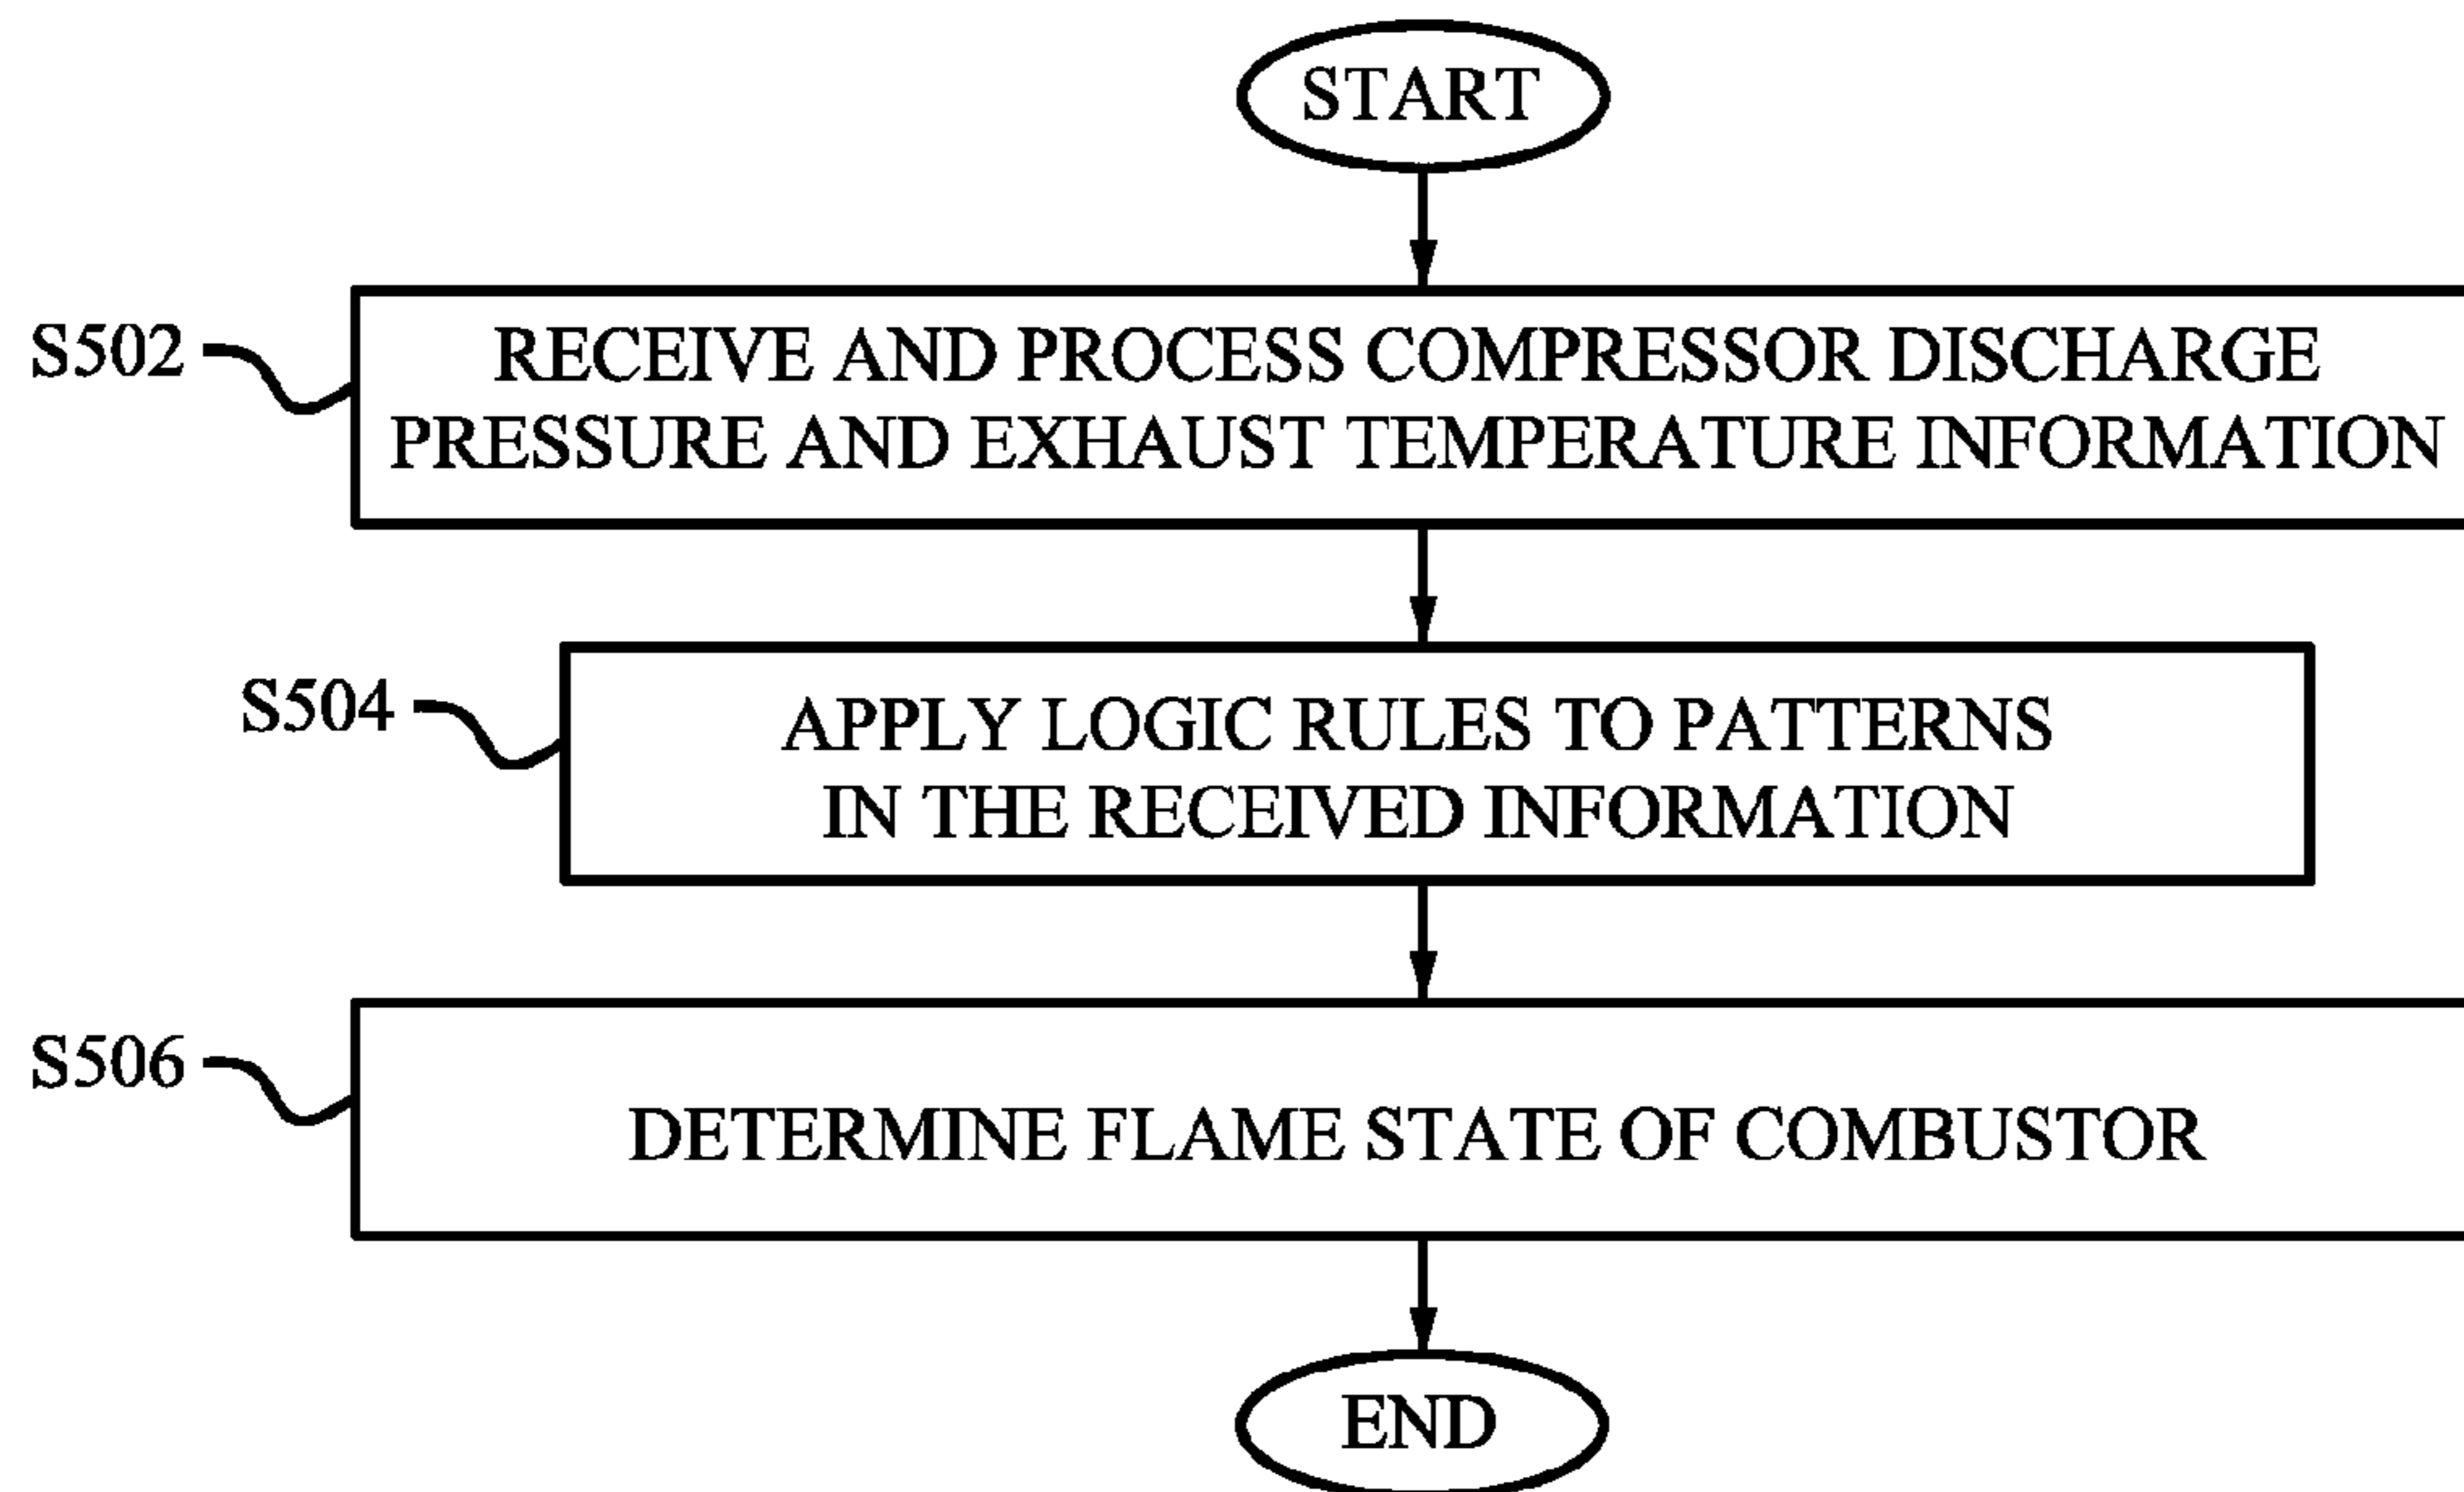 START
S502
RECEIVE AND PROCESS COMPRESSOR DISCHARGE
PRESSURE AND EXHAUST TEMPERATURE INFORMATION
S504
APPLY LOGIC RULES TO PATTERNS
IN THE RECEIVED INFORMATION
S506
DETERMINE FLAME STATE OF COMBUSTOR
END